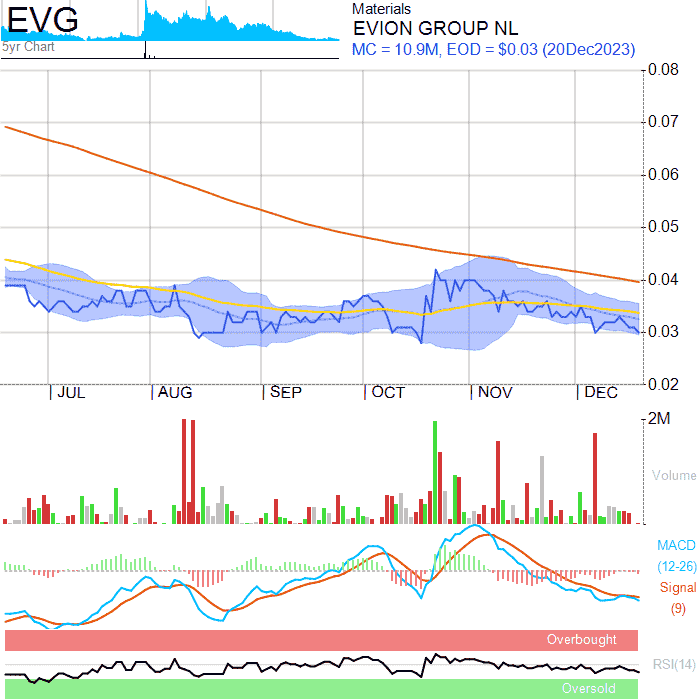 EVG
5yr Chart
Materials
EVION GROUP NL
MC = 10.9M, EOD = $0.03 (20Dec2023)
0.08
0.07
0.06
0.05
0.04
0.03
0.02
JUL AUG SEP OCT NOV DEC
2M
Volume
MACD
(12-26)
Signal
(9)
Overbought
RSI(14)
Oversold